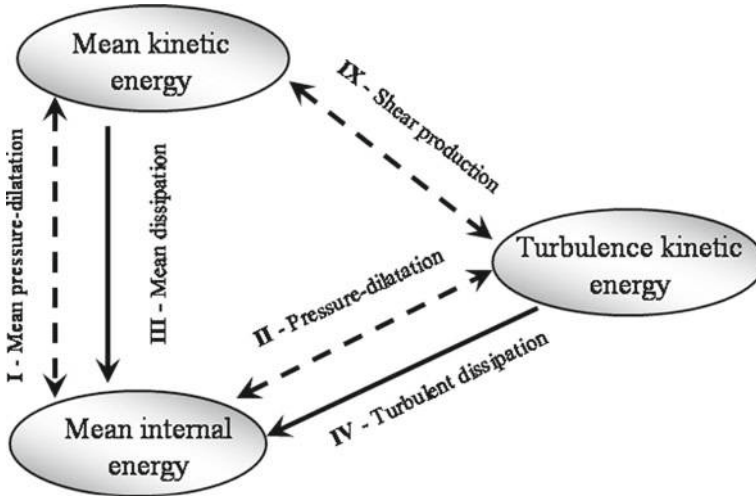 Mean kinetic
energy
IX - Shear production
I - Mean pressure-dilatation
III - Mean dissipation
Turbulence kinetic
energy
II - Pressure-dilatation
IV - Turbulent dissipation
Mean internal
energy